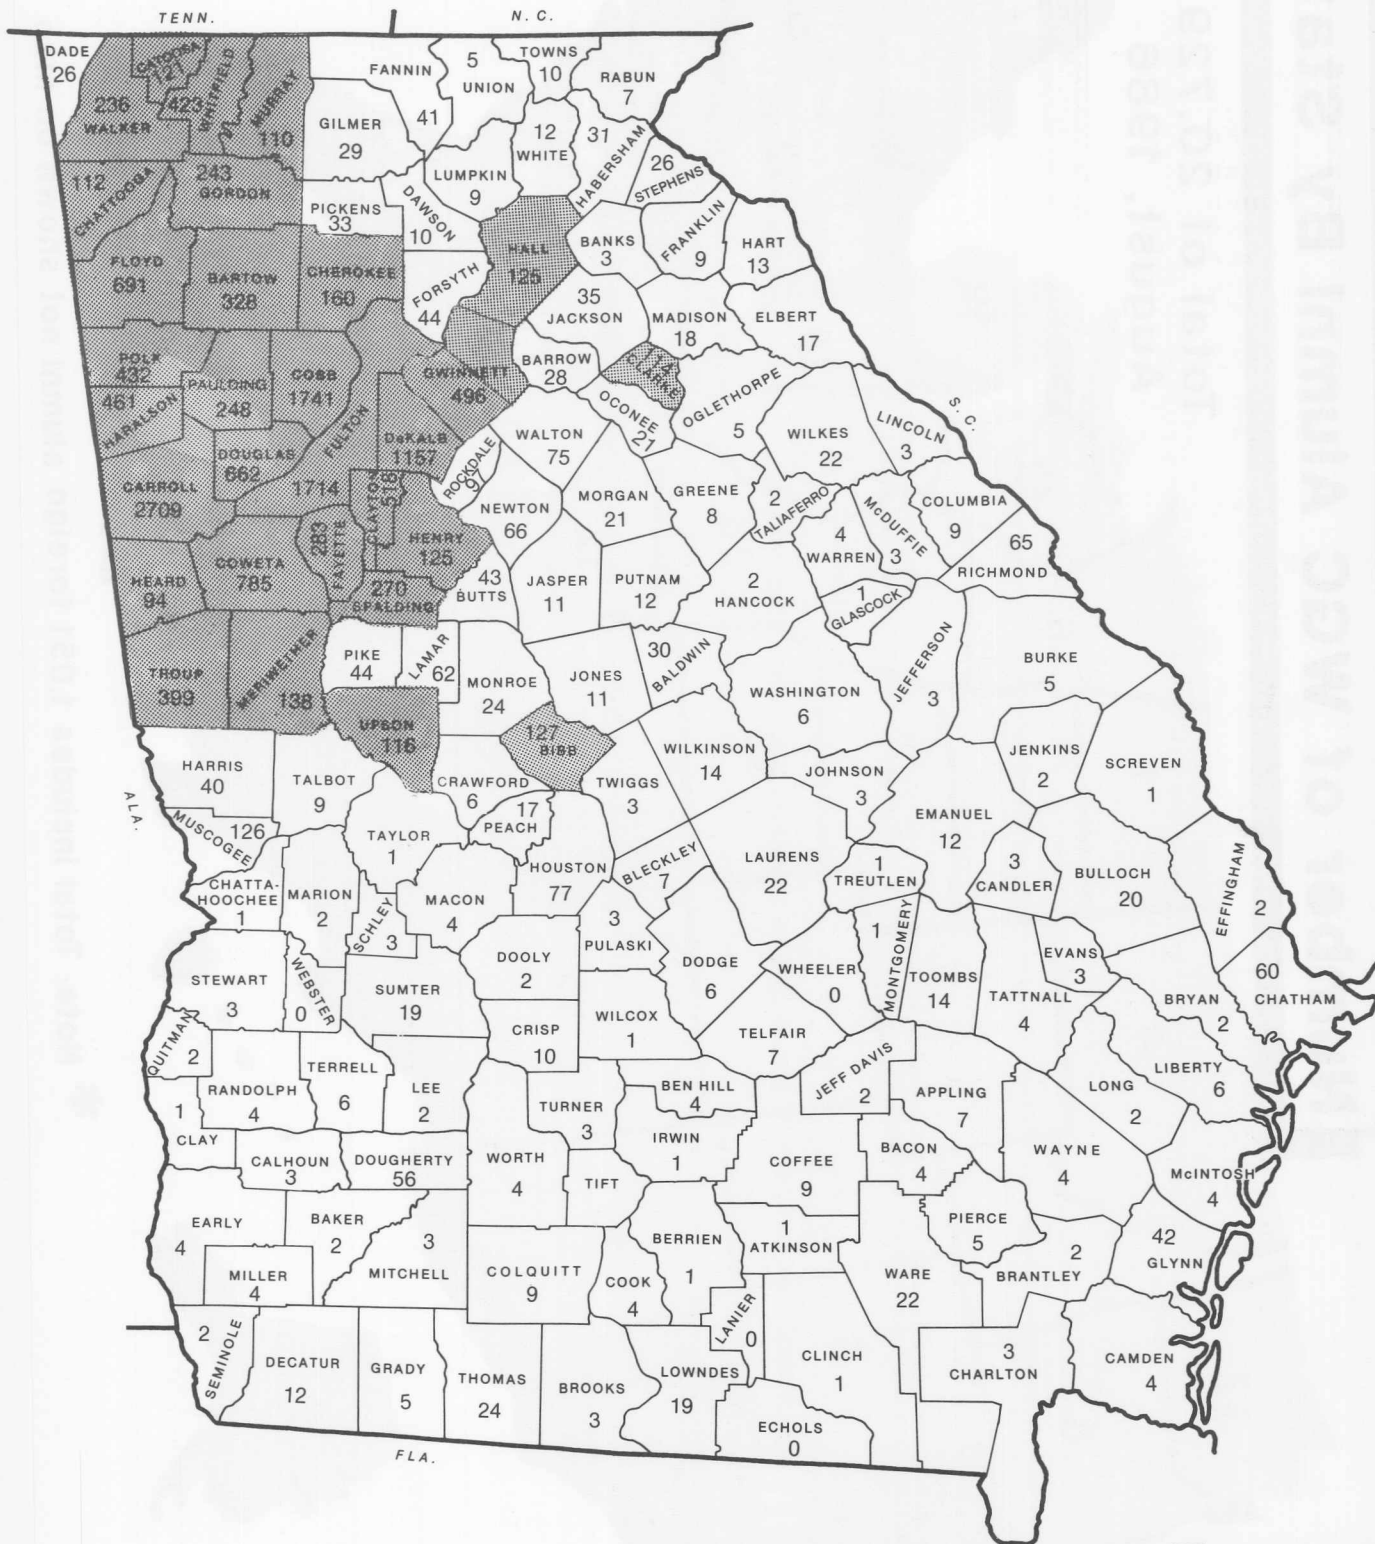 TENN.
N. C.
DADE
26
CATOOSA
121
WHITFIELD
423
MURRAY
110
236
WALKER
FANNIN
41
5
UNION
TOWNS
10
RABUN
7
GILMER
29
12
WHITE
31
HABERSHAM
26
STEPHENS
LUMPKIN
9
112
CHATTOOGA
243
GORDON
PICKENS
33
DAWSON
10
HALL
125
BANKS
3
FRANKLIN
9
HART
13
FLOYD
691
BARTOW
328
CHEROKEE
160
FORSYTH
44
35
JACKSON
MADISON
18
ELBERT
17
POLK
432
PAULDING
248
COBB
1741
GWINNETT
496
BARROW
28
114
CLARKE
OCONEE
21
OGLETHORPE
5
WILKES
22
LINCOLN
3
S. C.
461
HARALSON
DOUGLAS
662
FULTON
1714
DeKALB
1157
ROCKDALE
97
WALTON
75
CARROLL
2709
CLAYTON
518
NEWTON
66
MORGAN
21
GREENE
8
2
TALIAFERRO
McDUFFIE
3
COLUMBIA
9
4
WARREN
65
RICHMOND
HEARD
94
COWETA
785
283
FAYETTE
HENRY
125
270
SPALDING
43
BUTTS
JASPER
11
PUTNAM
12
2
HANCOCK
1
GLASCOCK
TROUP
399
MERIWETHER
138
PIKE
44
LAMAR
62
MONROE
24
JONES
11
30
BALDWIN
WASHINGTON
6
JEFFERSON
3
BURKE
5
UPSON
116
127
BIBB
WILKINSON
14
JENKINS
2
SCREVEN
1
HARRIS
40
TALBOT
9
CRAWFORD
6
TWIGGS
3
JOHNSON
3
EMANUEL
12
ALA.
MUSCOGEE
126
TAYLOR
1
17
PEACH
HOUSTON
77
BLECKLEY
7
LAURENS
22
1
TREUTLEN
3
CANDLER
BULLOCH
20
EFFINGHAM
2
CHATTA-
HOOCHEE
1
MARION
2
SCHLEY
3
MACON
4
3
PULASKI
DODGE
6
WHEELER
0
1
MONTGOMERY
TOOMBS
14
EVANS
3
TATTNALL
4
BRYAN
2
60
CHATHAM
STEWART
3
WEBSTER
0
SUMTER
19
DOOLY
2
CRISP
10
WILCOX
1
TELFAIR
7
QUITMAN
2
RANDOLPH
4
TERRELL
6
LEE
2
TURNER
3
BEN HILL
4
JEFF DAVIS
2
APPLING
7
LONG
2
LIBERTY
6
1
CLAY
CALHOUN
3
DOUGHERTY
56
WORTH
4
TIFT
IRWIN
1
COFFEE
9
BACON
4
WAYNE
4
McINTOSH
4
EARLY
4
BAKER
2
3
MITCHELL
BERRIEN
1
1
ATKINSON
PIERCE
5
2
BRANTLEY
42
GLYNN
MILLER
4
COLQUITT
9
COOK
4
LANIER
0
WARE
22
2
SEMINOLE
DECATUR
12
GRADY
5
THOMAS
24
BROOKS
3
LOWNDES
19
CLINCH
1
3
CHARLTON
CAMDEN
4
ECHOLS
0
FLA.